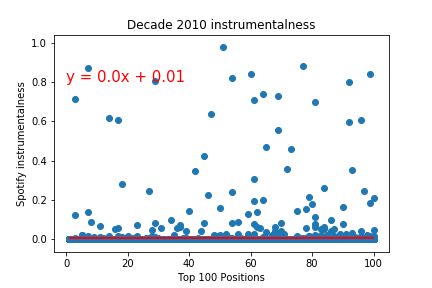 Decade 2010 instrumentalness
1.0
0.8
0.6
0.4
0.2
0.0
y = 0.0x + 0.01
Spotify instrumentalness
0 20 40 60 80 100
Top 100 Positions